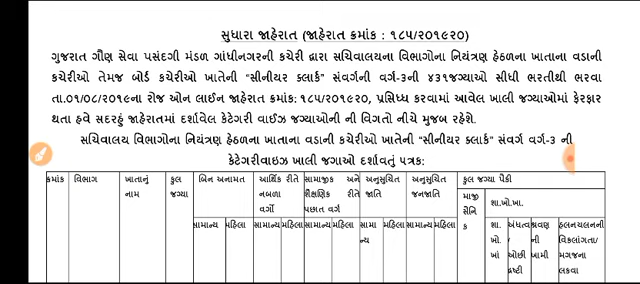 સુધારા જાહેરાત (જાહેરાત ક્રમાંક : ૧૮૫/૨૦૧૯૨૦)
ગુજરાત ગૌણ સેવા પસંદગી મંડળ ગાંધીનગરની કચેરી દ્વારા સચિવાલયના વિભાગોના નિયંત્રણ હેઠળના ખાતાના વડાની
કચેરીઓ તેમજ બોર્ડ કચેરીઓ ખાતેની “સીનીયર ક્લાર્ક” સંવર્ગની વર્ગ-૩ની ૪૩૧જગ્યાઓ સીધી ભરતીથી ભરવા
તા.૦૧/૦૮/૨૦૧૯ના રોજ ઓન લાઈન જાહેરાત ક્રમાંક: ૧૮૫/૨૦૧૯૨૦, પ્રસિધ્ધ કરવામાં આવેલ ખાલી જગ્યાઓમાં ફેરફાર
થતા હવે સદરહું જાહેરાતમાં દર્શાવેલ કેટેગરી વાઈઝ જગ્યાઓની ની વિગતો નીચે મુજબ રહેશે.
સચિવાલય વિભાગોના નિયંત્રણ હેઠળના ખાતાના વડાની કચેરીઓ ખાતેની “સીનીયર ક્લાર્ક” સંવર્ગ વર્ગ-૩ ની
કેટેગરીવાઇઝ ખાલી જગાઓ દર્શાવતું પત્રક:
ક્રમાંક વિભાગ ખાતાનું નામ કુલ જગ્યા બિન અનામત આર્થિક રીતે નબળા વર્ગો સામાજીક અને શૈક્ષણિક રીતે પછાત વર્ગ અનુસુચિત જાતિ અનુસુચિત જનજાતિ કુલ જગ્યા પૈકી
માજી સૈનિક શા.ખો.ખા.
સામાન્ય મહિલા સામાન્ય મહિલા સામાન્ય મહિલા સામાન્ય મહિલા સામાન્ય મહિલા શા. ખો. ખાં અંધત્વ/ ઓછી દ્રષ્ટી શ્રવણની ખામી હલનચલનની વિકલાંગતા/ મગજના લકવા